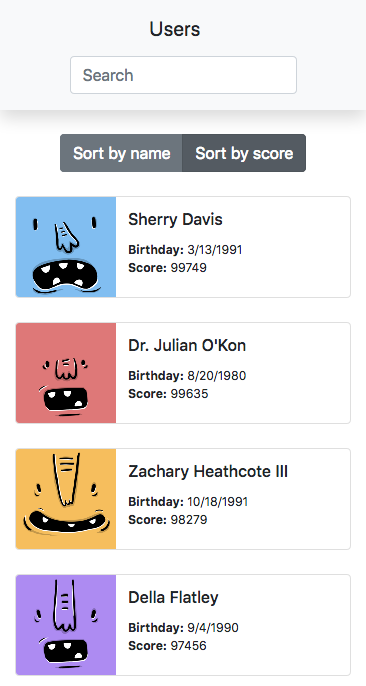 Users
Search
Sort by name Sort by score
Sherry Davis
Birthday: 3/13/1991
Score: 99749
Dr. Julian O'Kon
Birthday: 8/20/1980
Score: 99635
Zachary Heathcote III
Birthday: 10/18/1991
Score: 98279
Della Flatley
Birthday: 9/4/1990
Score: 97456